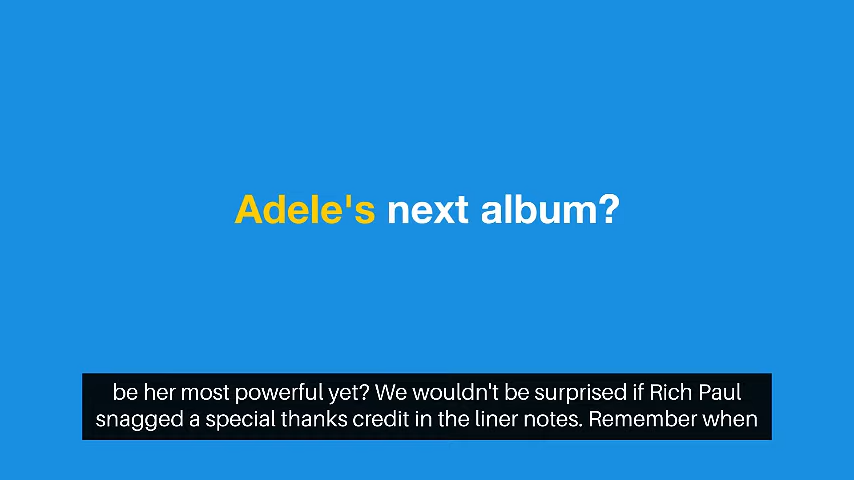 Adele's next album?
be her most powerful yet? We wouldn't be surprised if Rich Paul
snagged a special thanks credit in the liner notes. Remember when